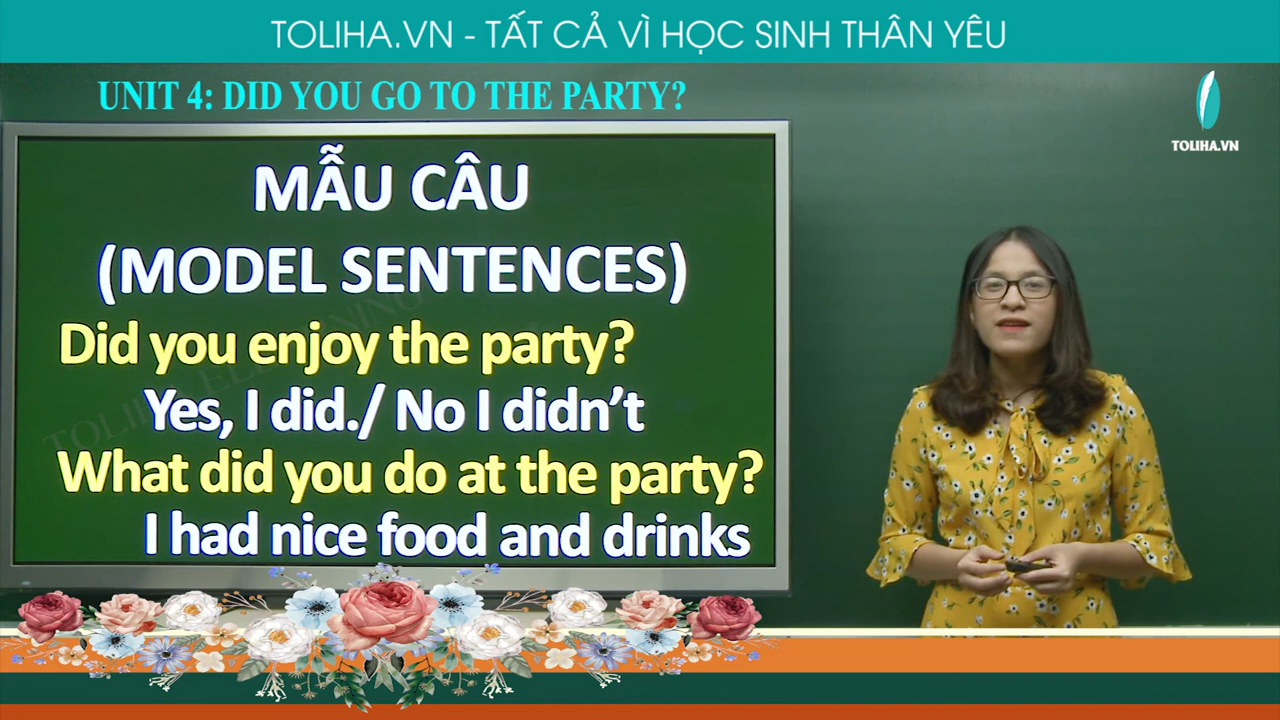 TOLIHA.VN - TẤT CẢ VÌ HỌC SINH THÂN YÊU
UNIT 4: DID YOU GO TO THE PARTY?
TOLIHA.VN
MẪU CÂU
(MODEL SENTENCES)
Did you enjoy the party?
Yes, I did./ No I didn’t
What did you do at the party?
I had nice food and drinks